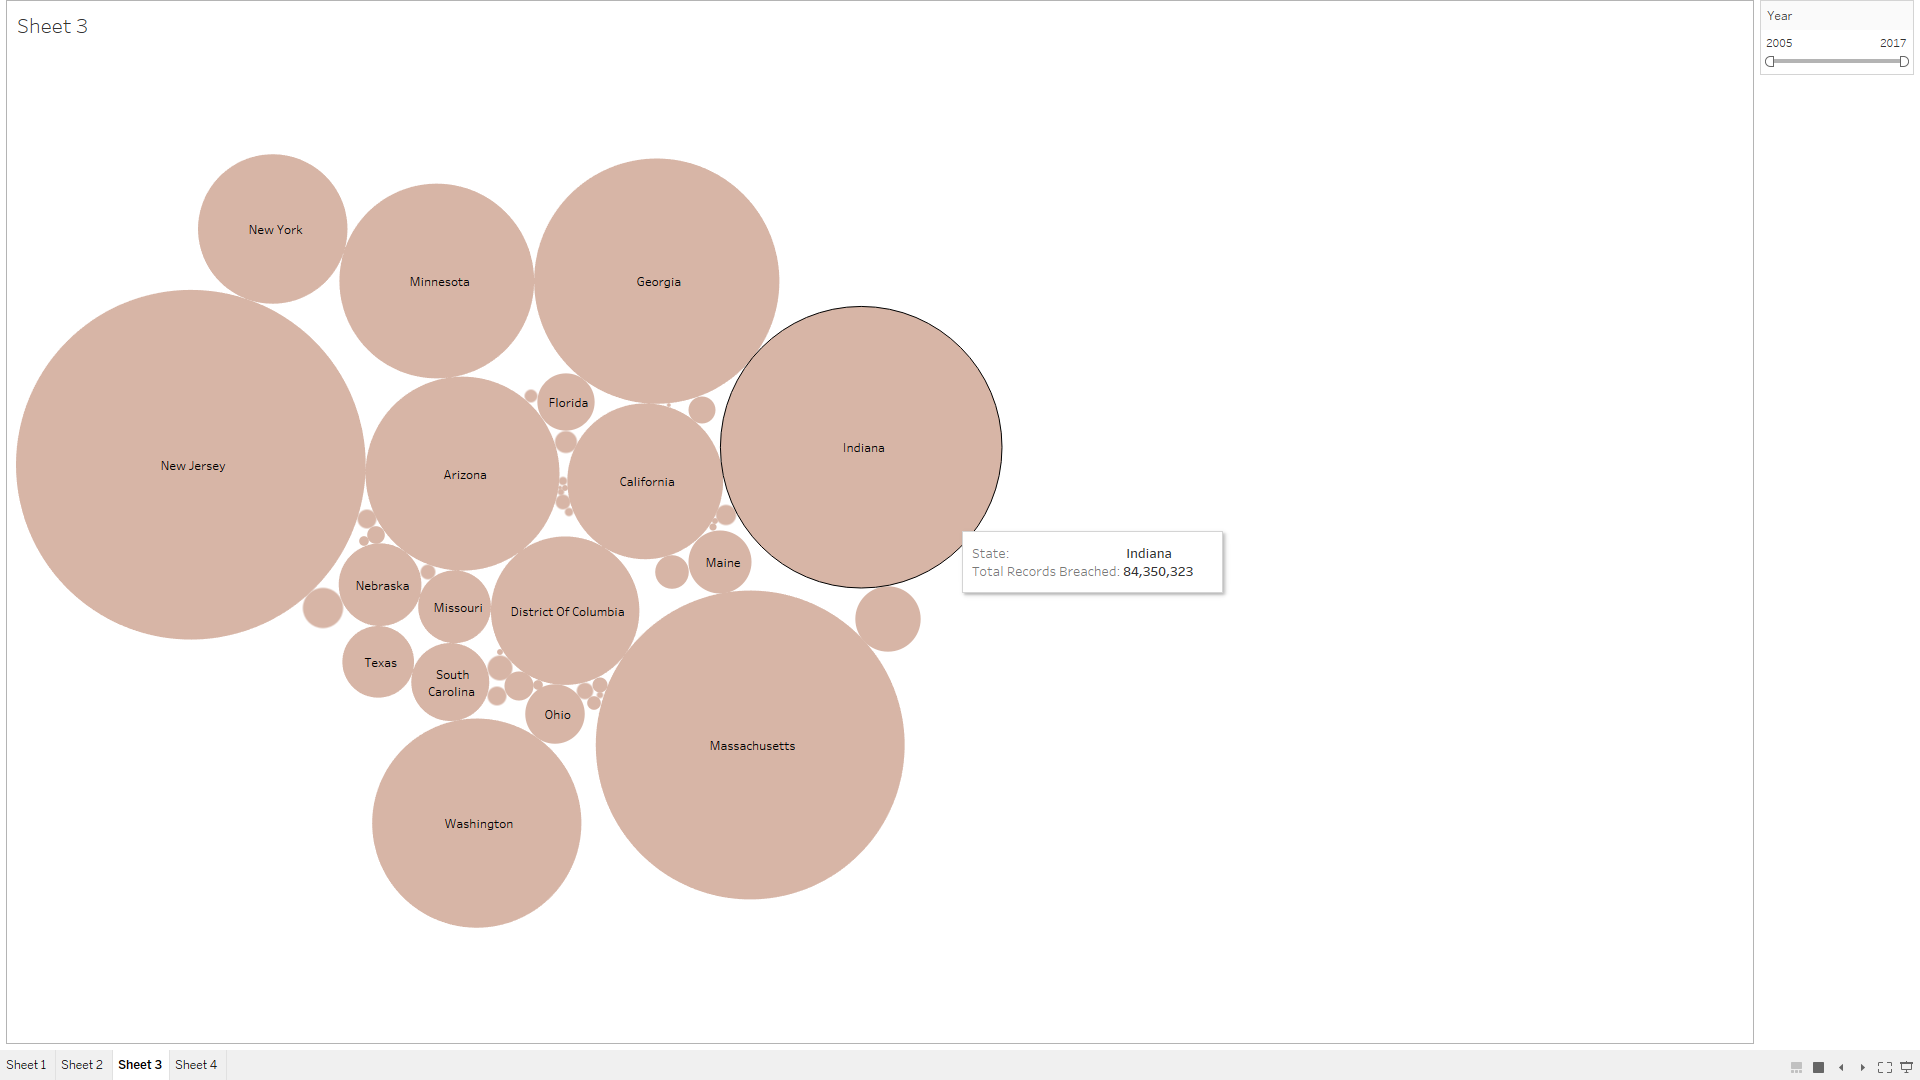 Sheet 3
Year
2005 2017
New York
Minnesota
Georgia
Florida
Indiana
New Jersey
Arizona
California
State: Indiana
Total Records Breached: 84,350,323
Maine
Nebraska
Missouri
District Of Columbia
Texas
South
Carolina
Ohio
Massachusetts
Washington
Sheet 1 Sheet 2 Sheet 3 Sheet 4